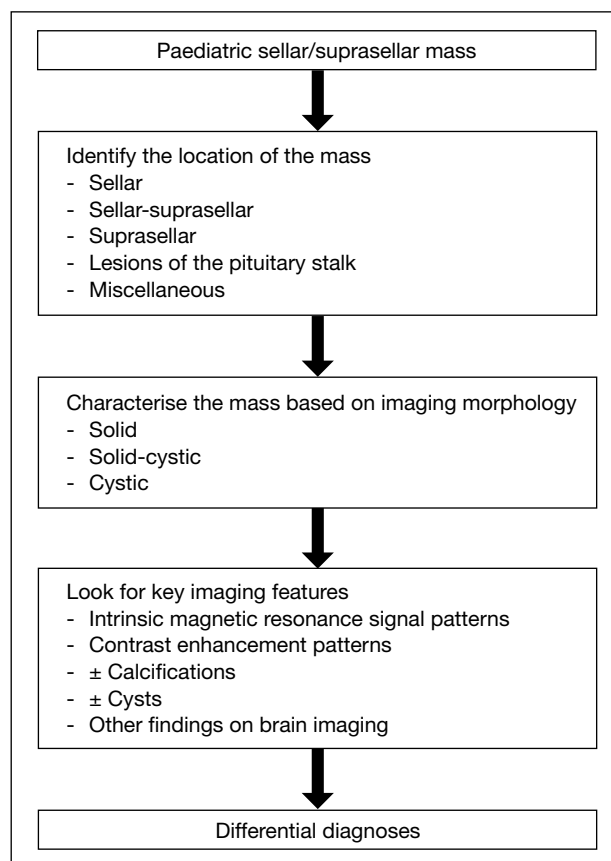 Paediatric sellar/suprasellar mass
Identify the location of the mass
- Sellar
- Sellar-suprasellar
- Suprasellar
- Lesions of the pituitary stalk
- Miscellaneous
Characterise the mass based on imaging morphology
- Solid
- Solid-cystic
- Cystic
Look for key imaging features
- Intrinsic magnetic resonance signal patterns
- Contrast enhancement patterns
- ± Calcifications
- ± Cysts
- Other findings on brain imaging
Differential diagnoses